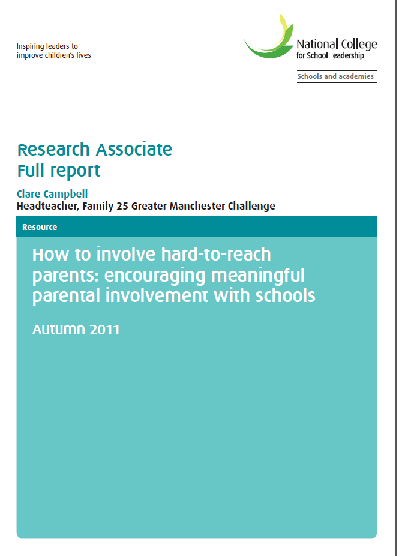 Inspiring leaders to
improve children's lives
National College
for School Leadership
Schools and academies
Research Associate
Full report
Clare Campbell
Headteacher, Family 25 Greater Manchester Challenge
Resource
How to involve hard-to-reach
parents: encouraging meaningful
parental involvement with schools
Autumn 2011